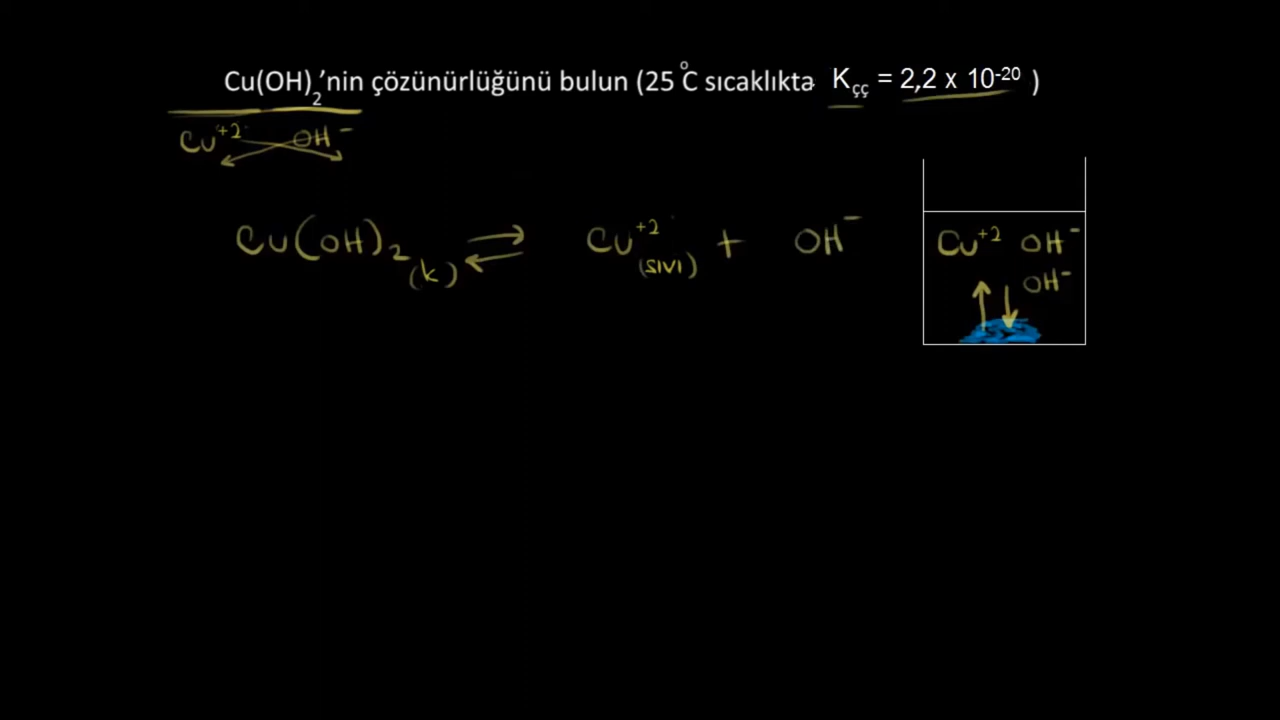 Cu(OH)₂'nin çözünürlüğünü bulun (25 °C sıcaklıkta Kçç = 2,2 x 10⁻²⁰ )
Cu⁺² OH⁻
Cu(OH)₂(k) ⇌ Cu⁺²(sıvı) + OH⁻
Cu⁺² OH⁻
OH⁻